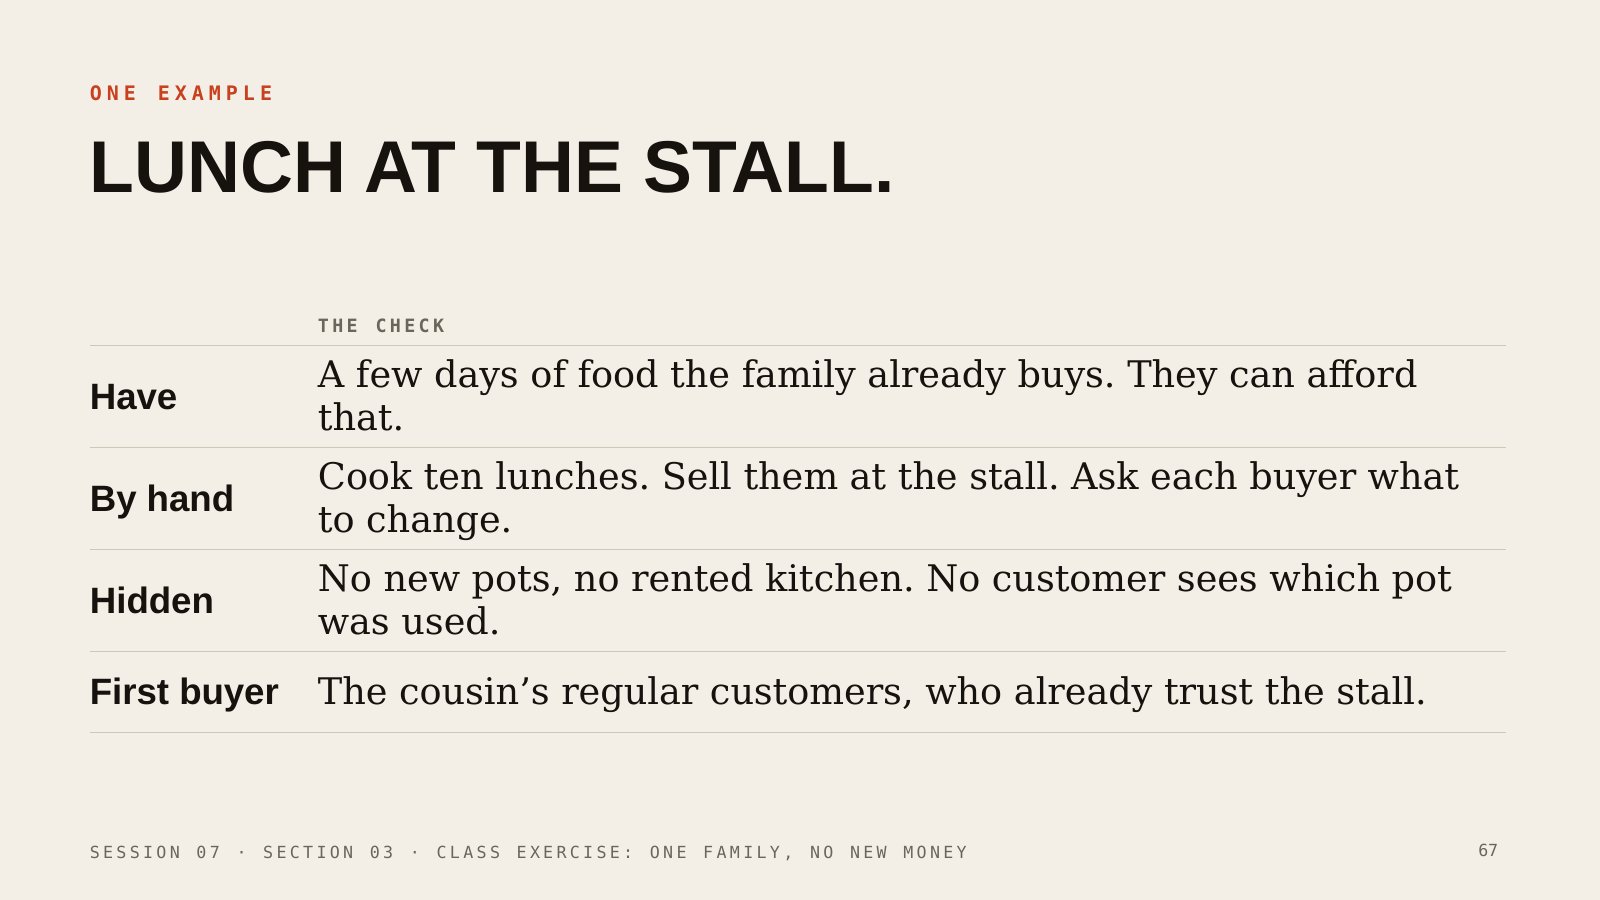 ONE EXAMPLE
LUNCH AT THE STALL.
THE CHECK
Have
A few days of food the family already buys. They can afford
that.
By hand
Cook ten lunches. Sell them at the stall. Ask each buyer what
to change.
Hidden
No new pots, no rented kitchen. No customer sees which pot
was used.
First buyer
The cousin’s regular customers, who already trust the stall.
SESSION 07 · SECTION 03 · CLASS EXERCISE: ONE FAMILY, NO NEW MONEY
67